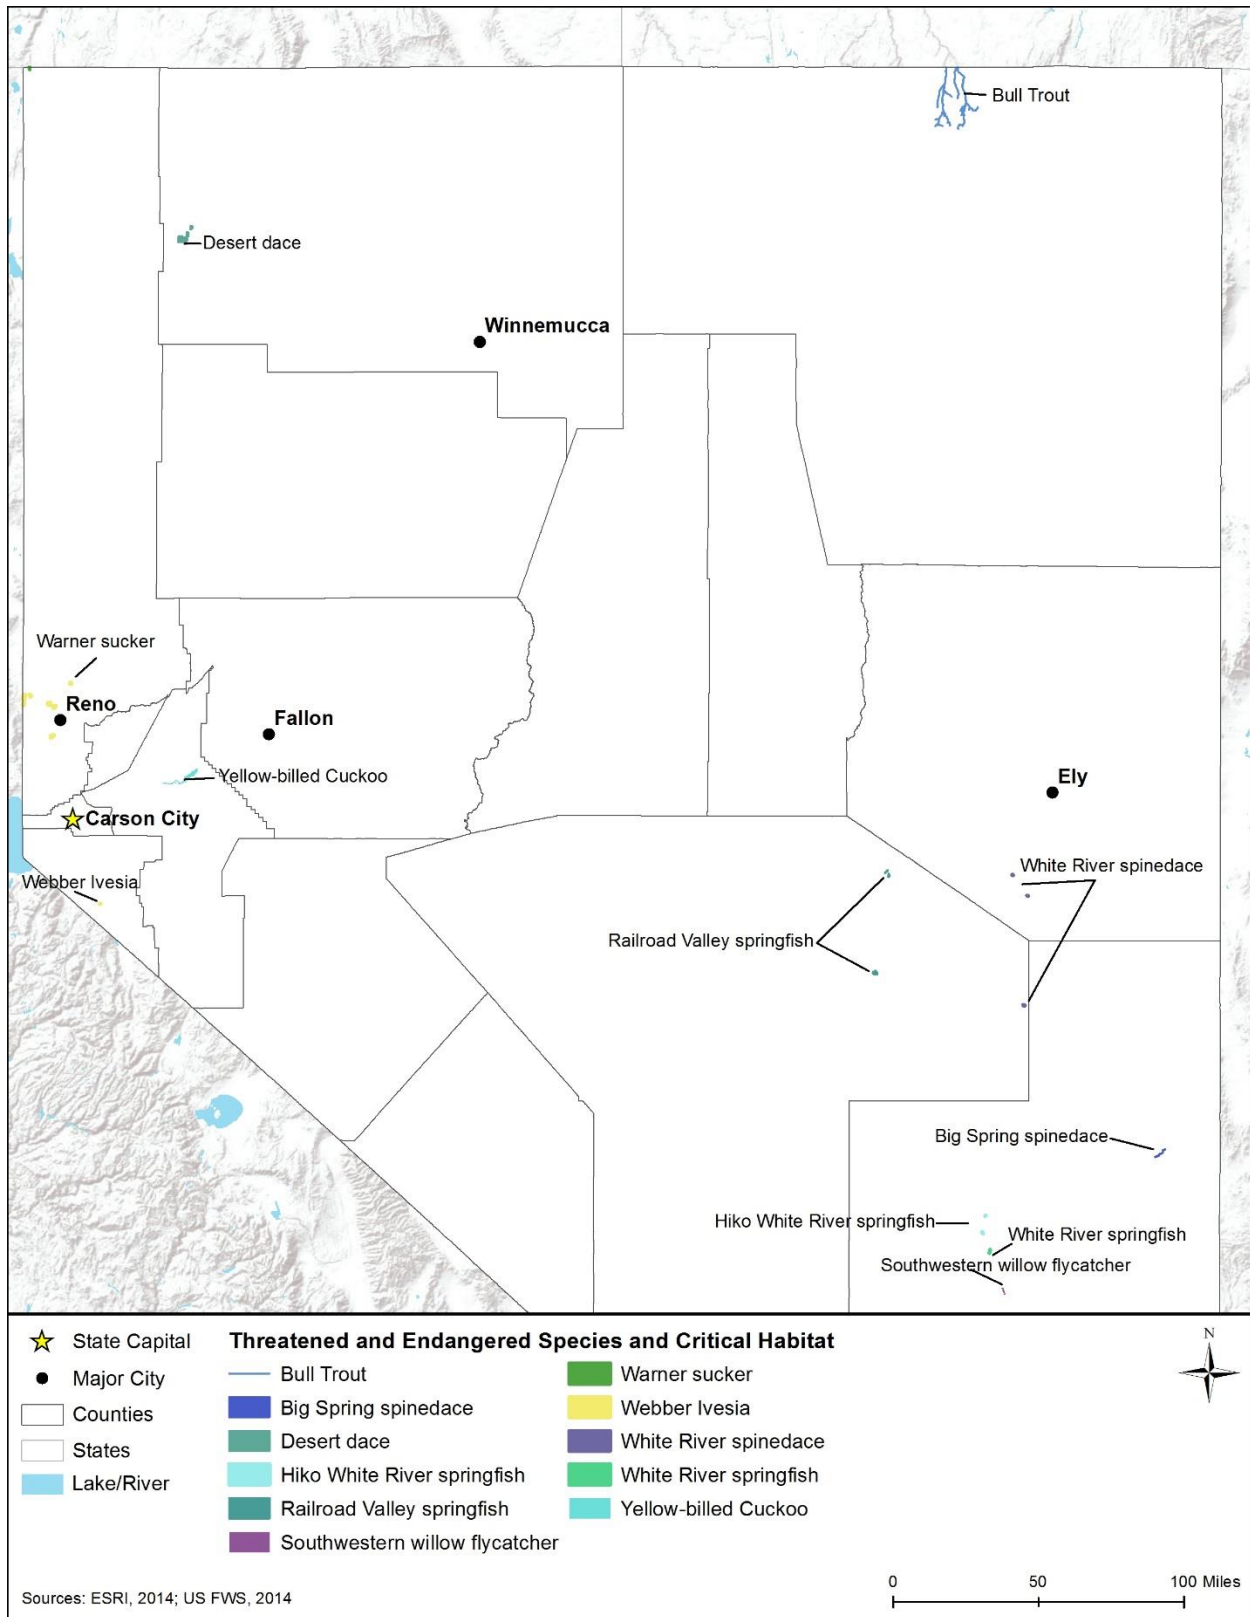 Bull Trout
Desert dace
Winnemucca
Warner sucker
Reno
Fallon
Yellow-billed Cuckoo
Ely
Carson City
White River spinedace
Webber Ivesia
Railroad Valley springfish
Big Spring spinedace
Hiko White River springfish
White River springfish
Southwestern willow flycatcher
State Capital
Major City
Counties
States
Lake/River
Threatened and Endangered Species and Critical Habitat
Bull Trout
Big Spring spinedace
Desert dace
Hiko White River springfish
Railroad Valley springfish
Southwestern willow flycatcher
Warner sucker
Webber Ivesia
White River spinedace
White River springfish
Yellow-billed Cuckoo
N
0 50 100 Miles
Sources: ESRI, 2014; US FWS, 2014